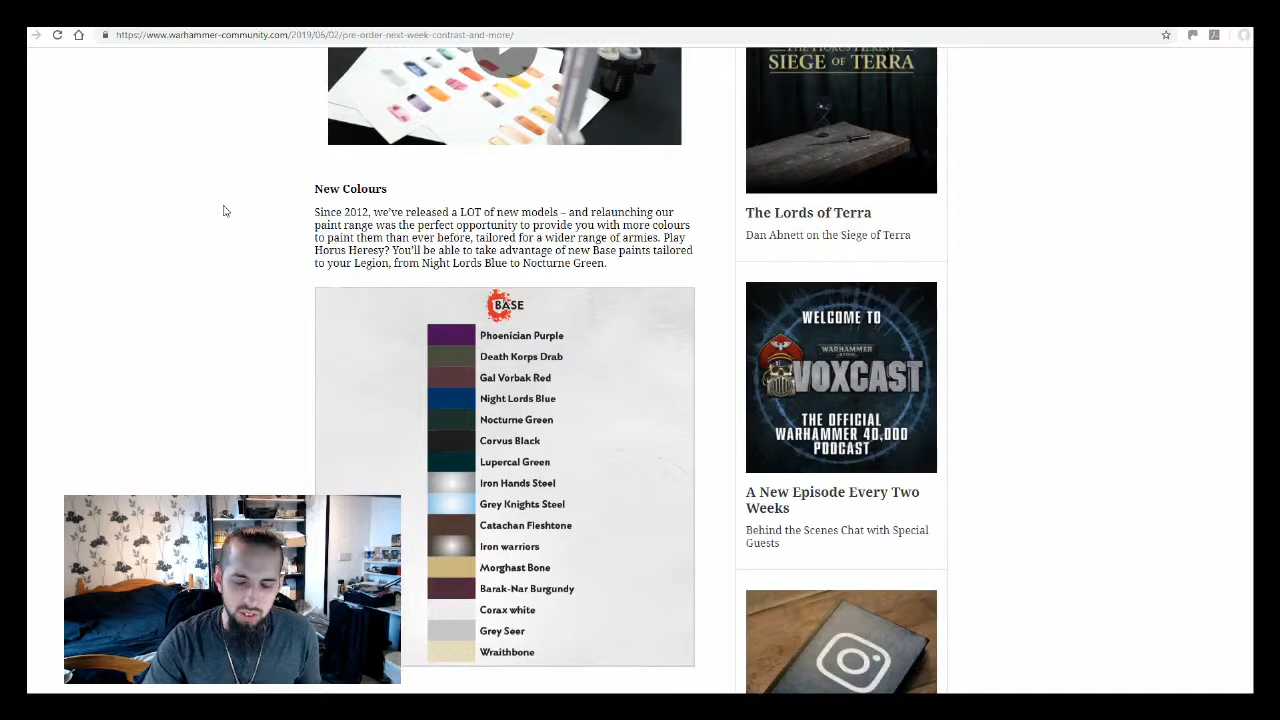 https://www.warhammer-community.com/2019/06/02/pre-order-next-week-contrast-and-more/
New Colours
Since 2012, we've released a LOT of new models – and relaunching our
paint range was the perfect opportunity to provide you with more colours
to paint them than ever before, tailored for a wider range of armies. Play
Horus Heresy? You'll be able to take advantage of new Base paints tailored
to your Legion, from Night Lords Blue to Nocturne Green.
BASE
Phoenician Purple
Death Korps Drab
Gal Vorbak Red
Night Lords Blue
Nocturne Green
Corvus Black
Lupercal Green
Iron Hands Steel
Grey Knights Steel
Catachan Fleshtone
Iron warriors
Morghast Bone
Barak-Nar Burgundy
Corax white
Grey Seer
Wraithbone
THE HORUS HERESY
SIEGE OF TERRA
The Lords of Terra
Dan Abnett on the Siege of Terra
WELCOME TO
WARHAMMER
40,000
VOXCAST
THE OFFICIAL
WARHAMMER 40,000
PODCAST
A New Episode Every Two
Weeks
Behind the Scenes Chat with Special
Guests